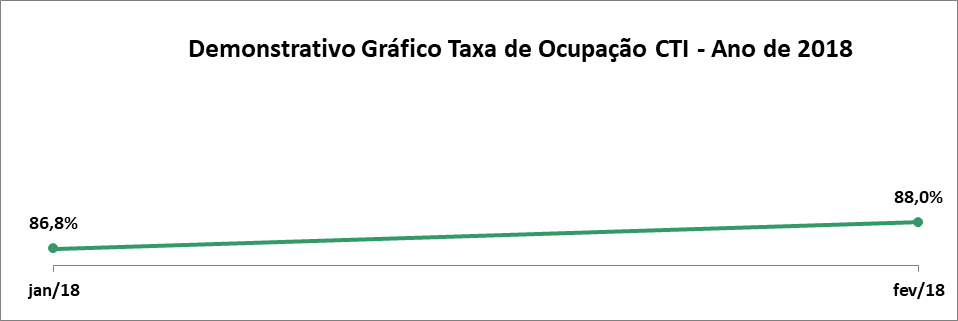 Demonstrativo Gráfico Taxa de Ocupação CTI - Ano de 2018
88,0%
86,8%
jan/18 fev/18